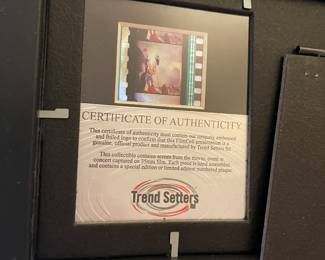 CERTIFICATE OF AUTHENTICITY
This certificate of authenticity must contain our insignia, embossed
and foiled logo to confirm that this FilmCell presentation is a
genuine, official product and manufactured by Trend Setters ltd.
This collectible contains scenes from the movie, event or
concert captured on 35mm film. Each piece is hand assembled
and contains a special edition or limited edition numbered plaque.
Trend Setters
ltd